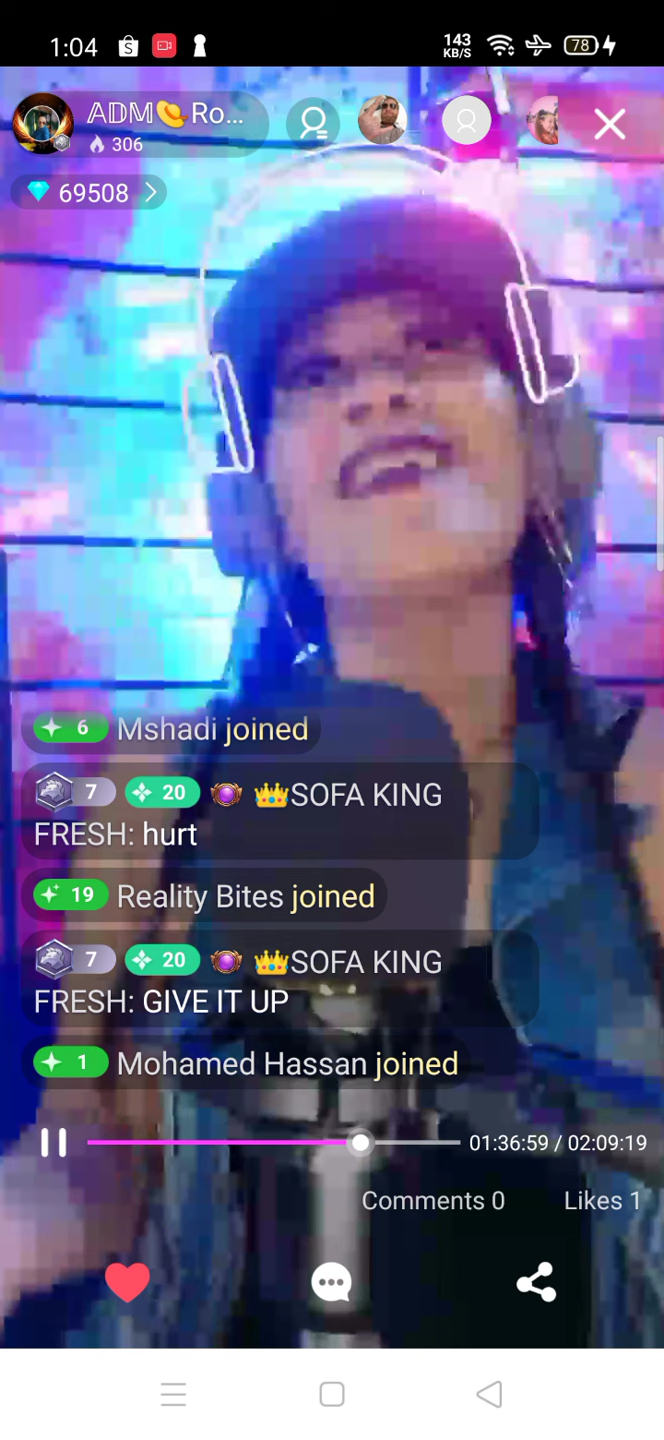 1:04
143
KB/S
78
𝔸𝔻𝕄👒Ro...
306
69508
6 Mshadi joined
7 20 👑SOFA KING
FRESH: hurt
19 Reality Bites joined
7 20 👑SOFA KING
FRESH: GIVE IT UP
1 Mohamed Hassan joined
01:36:59 / 02:09:19
Comments 0 Likes 1